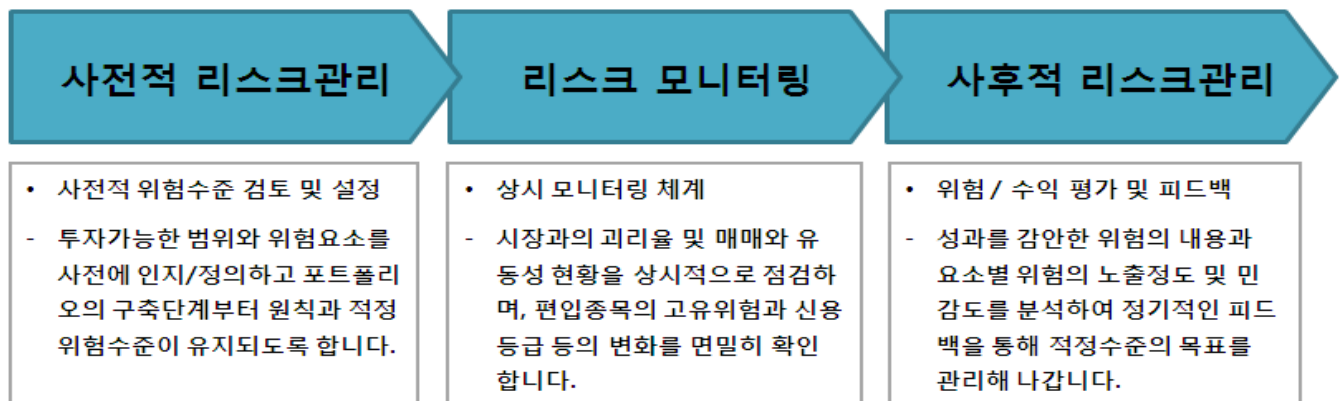 사전적 리스크관리
리스크 모니터링
사후적 리스크관리
• 사전적 위험수준 검토 및 설정
- 투자가능한 범위와 위험요소를
사전에 인지/정의하고 포트폴리
오의 구축단계부터 원칙과 적정
위험수준이 유지되도록 합니다.
• 상시 모니터링 체계
- 시장과의 괴리율 및 매매와 유
동성 현황을 상시적으로 점검하
며, 편입종목의 고유위험과 신용
등급 등의 변화를 면밀히 확인
합니다.
• 위험 / 수익 평가 및 피드백
- 성과를 감안한 위험의 내용과
요소별 위험의 노출정도 및 민
감도를 분석하여 정기적인 피드
백을 통해 적정수준의 목표를
관리해 나갑니다.